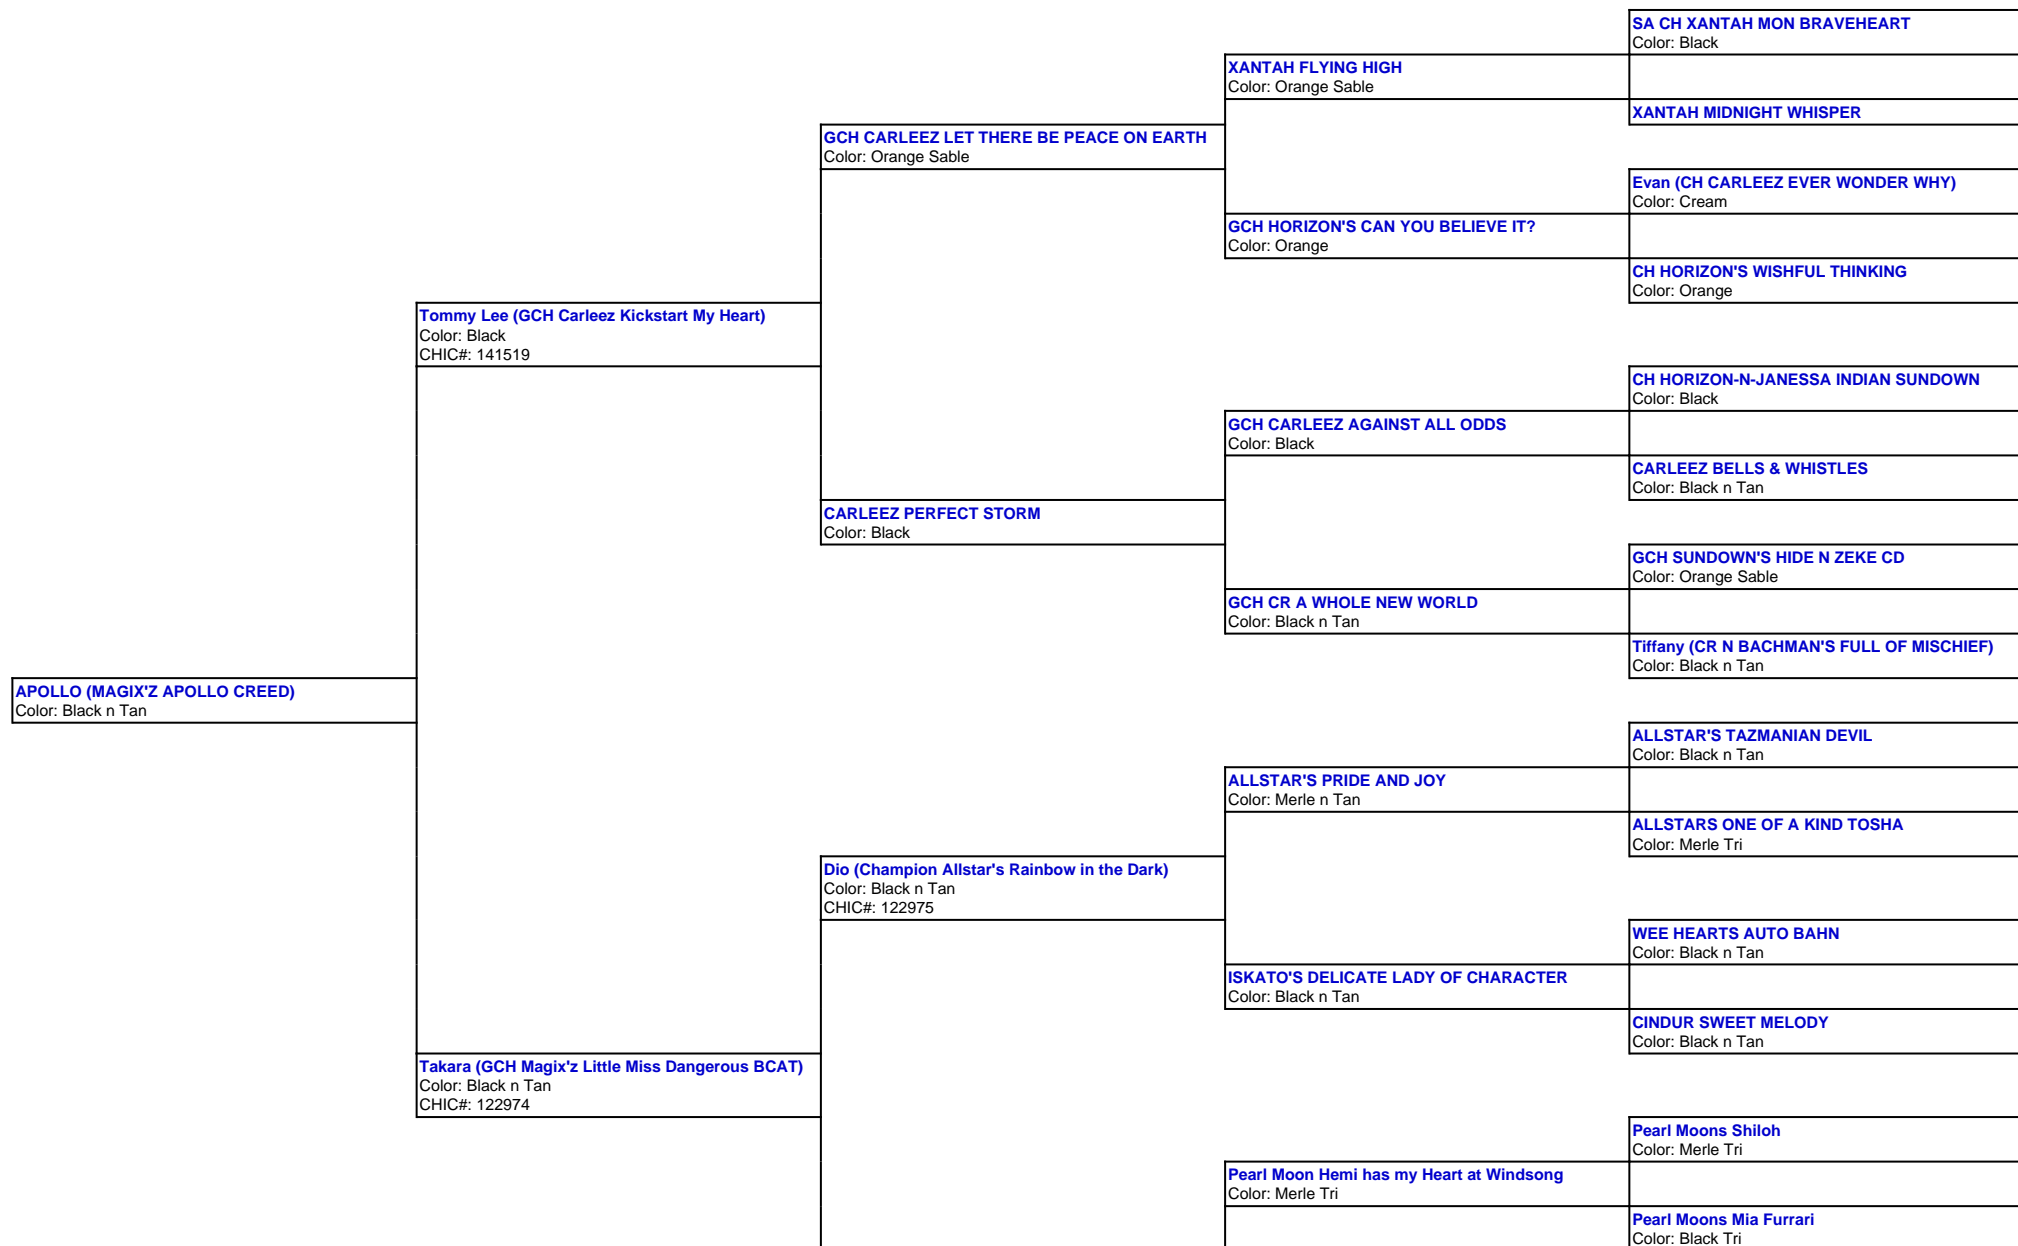 SA CH XANTAH MON BRAVEHEART
Color: Black
XANTAH FLYING HIGH
Color: Orange Sable
XANTAH MIDNIGHT WHISPER
GCH CARLEEZ LET THERE BE PEACE ON EARTH
Color: Orange Sable
Evan (CH CARLEEZ EVER WONDER WHY)
Color: Cream
GCH HORIZON'S CAN YOU BELIEVE IT?
Color: Orange
CH HORIZON'S WISHFUL THINKING
Color: Orange
Tommy Lee (GCH Carleez Kickstart My Heart)
Color: Black
CHIC#: 141519
CH HORIZON-N-JANESSA INDIAN SUNDOWN
Color: Black
GCH CARLEEZ AGAINST ALL ODDS
Color: Black
CARLEEZ BELLS & WHISTLES
Color: Black n Tan
CARLEEZ PERFECT STORM
Color: Black
GCH SUNDOWN'S HIDE N ZEKE CD
Color: Orange Sable
GCH CR A WHOLE NEW WORLD
Color: Black n Tan
Tiffany (CR N BACHMAN'S FULL OF MISCHIEF)
Color: Black n Tan
APOLLO (MAGIX'Z APOLLO CREED)
Color: Black n Tan
ALLSTAR'S TAZMANIAN DEVIL
Color: Black n Tan
ALLSTAR'S PRIDE AND JOY
Color: Merle n Tan
ALLSTARS ONE OF A KIND TOSHA
Color: Merle Tri
Dio (Champion Allstar's Rainbow in the Dark)
Color: Black n Tan
CHIC#: 122975
WEE HEARTS AUTO BAHN
Color: Black n Tan
ISKATO'S DELICATE LADY OF CHARACTER
Color: Black n Tan
CINDUR SWEET MELODY
Color: Black n Tan
Takara (GCH Magix'z Little Miss Dangerous BCAT)
Color: Black n Tan
CHIC#: 122974
Pearl Moons Shiloh
Color: Merle Tri
Pearl Moon Hemi has my Heart at Windsong
Color: Merle Tri
Pearl Moons Mia Furrari
Color: Black Tri